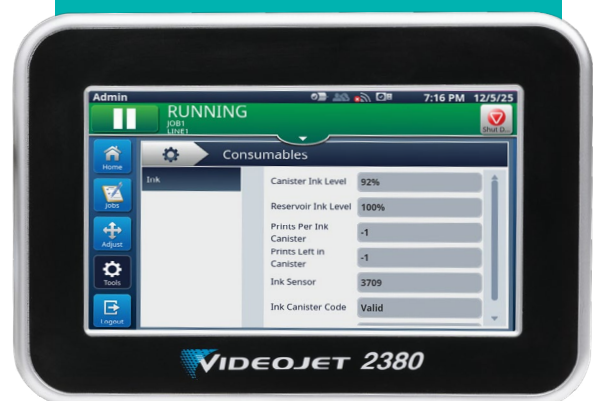 Admin 7:16 PM 12/5/25
RUNNING
JOB1
LINE1
Shut D...
Home
Consumables
Ink
Canister Ink Level 92%
Reservoir Ink Level 100%
Jobs
Prints Per Ink
Canister -1
Prints Left in
Canister -1
Adjust
Ink Sensor 3709
Tools
Ink Canister Code Valid
Logout
VIDEOJET 2380